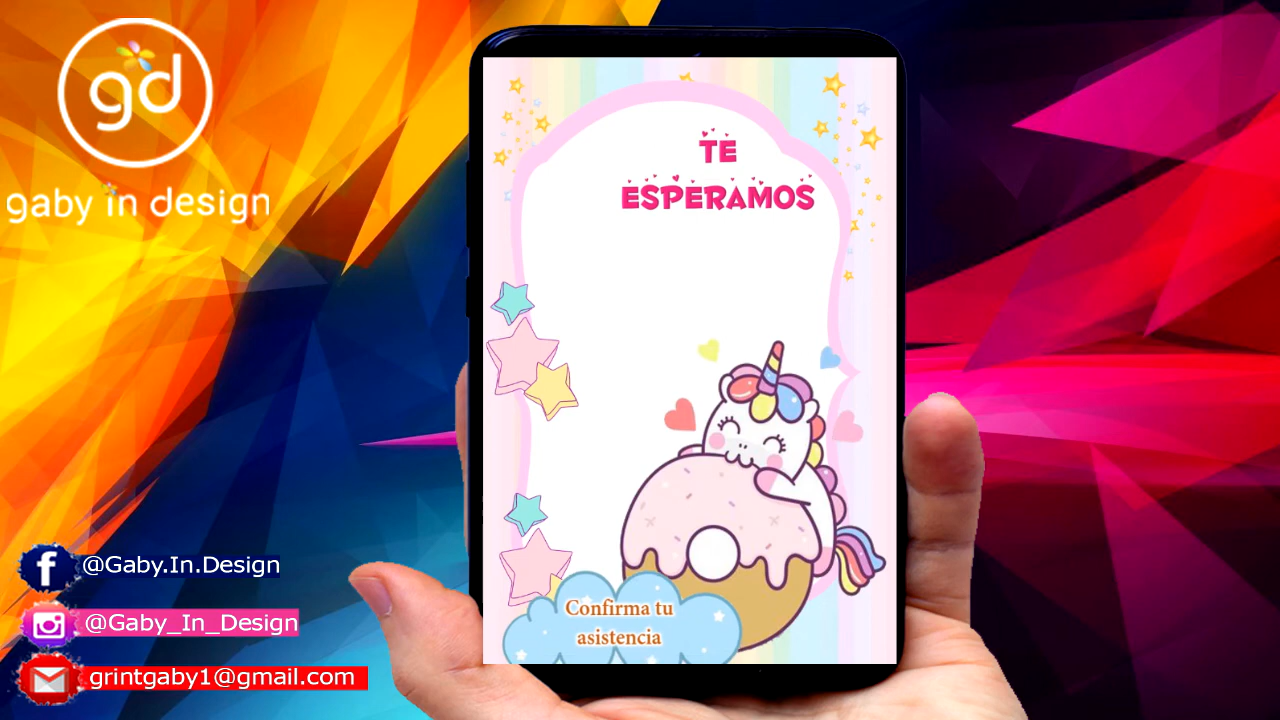 gd
gaby in design
TE
ESPERAMOS
Confirma tu
asistencia
@Gaby.In.Design
@Gaby_In_Design
grintgaby1@gmail.com